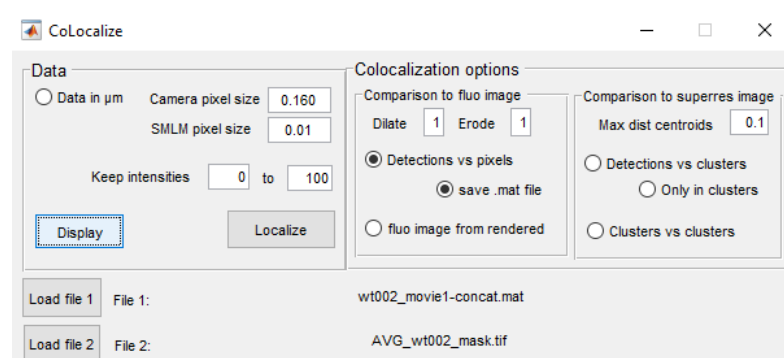 CoLocalize
Data
Data in µm
Camera pixel size 0.160
SMLM pixel size 0.01
Keep intensities 0 to 100
Display
Localize
Colocalization options
Comparison to fluo image
Dilate 1 Erode 1
Detections vs pixels
save .mat file
fluo image from rendered
Comparison to superres image
Max dist centroids 0.1
Detections vs clusters
Only in clusters
Clusters vs clusters
Load file 1 File 1: wt002_movie1-concat.mat
Load file 2 File 2: AVG_wt002_mask.tif